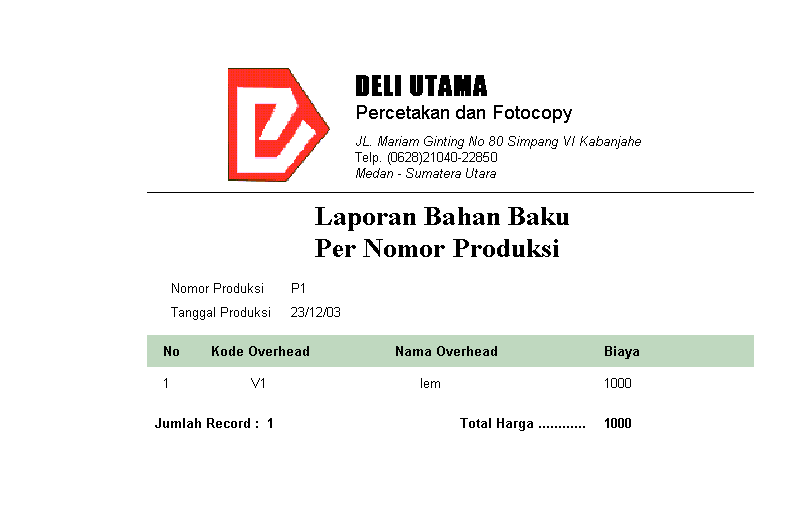 DELI UTAMA
Percetakan dan Fotocopy
JL. Mariam Ginting No 80 Simpang VI Kabanjahe
Telp. (0628)21040-22850
Medan - Sumatera Utara
Laporan Bahan Baku
Per Nomor Produksi
Nomor Produksi P1
Tanggal Produksi 23/12/03
No Kode Overhead Nama Overhead Biaya
1 V1 lem 1000
Jumlah Record : 1 Total Harga ............ 1000